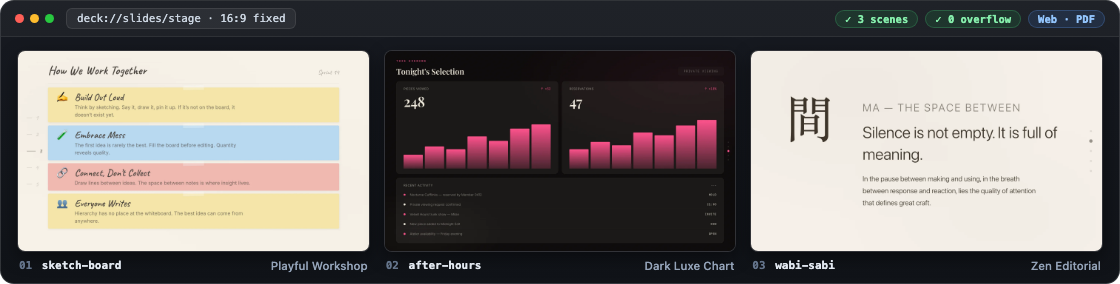 deck://slides/stage · 16:9 fixed
✓ 3 scenes
✓ 0 overflow
Web · PDF
How We Work Together
Build Out Loud
Think by sketching. Say it, draw it, pin it up. If it's not on the board, it
doesn't exist yet.
Embrace Mess
The first idea is rarely the best. Fill the board before editing. Quantity
reveals quality.
Connect, Don't Collect
Draw lines between ideas. The space between notes is where insight lives.
Everyone Writes
Hierarchy has no place at the whiteboard. The best idea can come from
anywhere.
01 sketch-board
Playful Workshop
Tonight's Selection
248
47
RECENT ACTIVITY
02 after-hours
Dark Luxe Chart
間
MA — THE SPACE BETWEEN
Silence is not empty. It is full of
meaning.
In the pause between making and using, in the breath
between response and reaction, lies the quality of attention
that defines great craft.
03 wabi-sabi
Zen Editorial